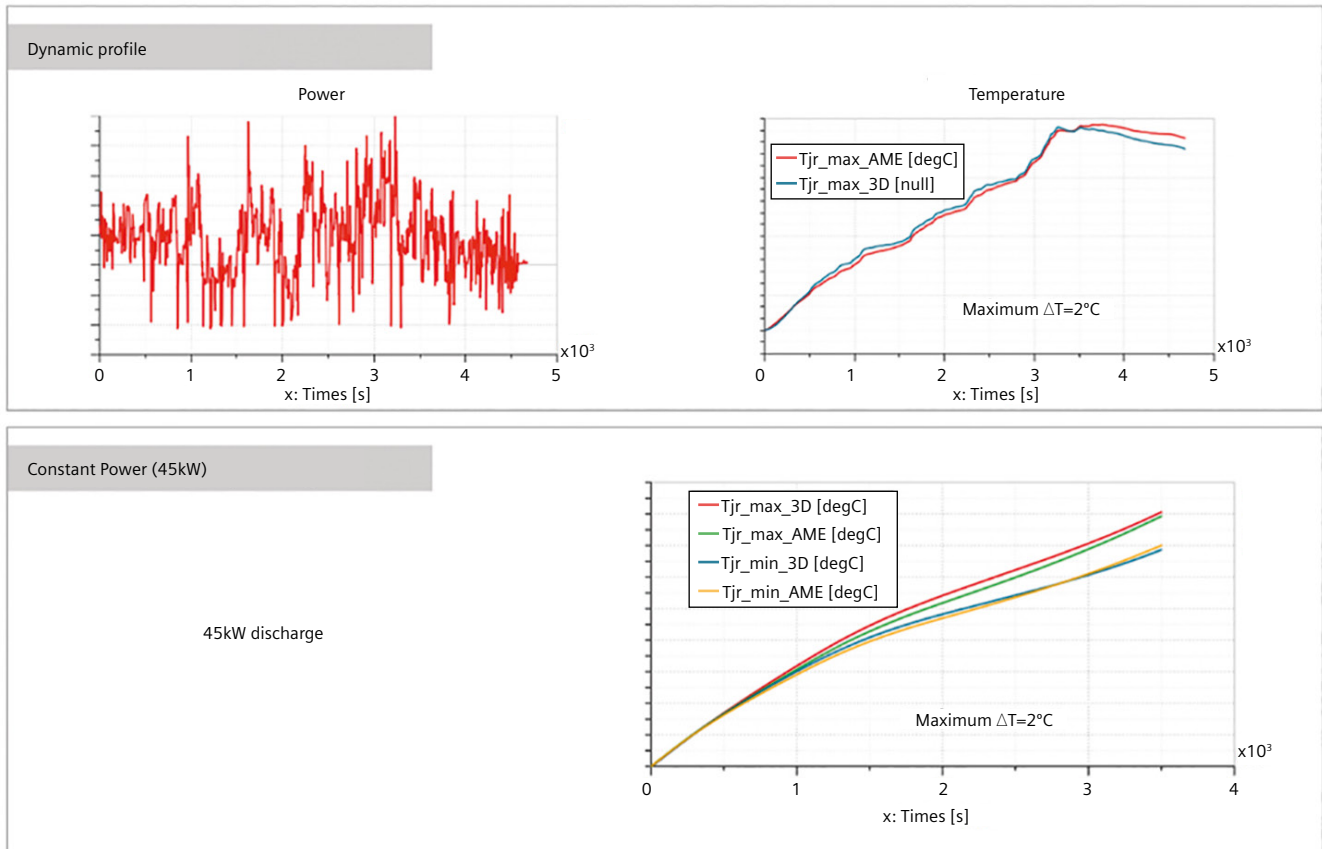 Dynamic profile
Power
x10³
0 1 2 3 4 5
x: Times [s]
Temperature
Tjr_max_AME [degC]
Tjr_max_3D [null]
Maximum ΔT=2°C
x10³
0 1 2 3 4 5
x: Times [s]
Constant Power (45kW)
45kW discharge
Tjr_max_3D [degC]
Tjr_max_AME [degC]
Tjr_min_3D [degC]
Tjr_min_AME [degC]
Maximum ΔT=2°C
x10³
0 1 2 3 4
x: Times [s]